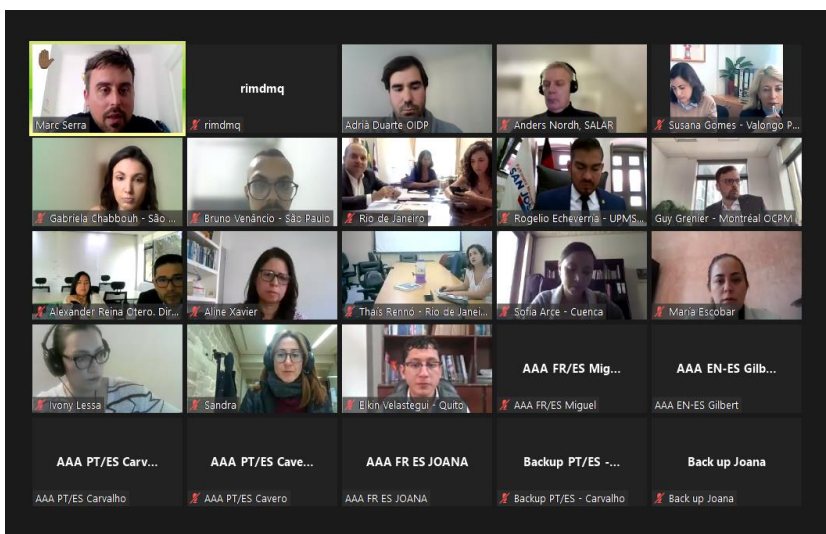 Marc Serra
rimdmq
rimdmq
Adrià Duarte OIDP
Anders Nordh, SALAR
Susana Gomes - Valongo P...
Gabriela Chabbouh - São ...
Bruno Venâncio - São Paulo
Rio de Janeiro
SAN JO
Rogelio Echeverría - UPMS...
Guy Grenier - Montréal OCPM
Alexander Reina Otero. Dir...
Aline Xavier
Thais Rennó - Rio de Janei...
Sofia Arce - Cuenca
María Escobar
Ivony Lessa
Sandra
Elkin Velastegui - Quito
AAA FR/ES Mig...
AAA FR/ES Miguel
AAA EN-ES Gilb...
AAA EN-ES Gilbert
AAA PT/ES Carv...
AAA PT/ES Carvalho
AAA PT/ES Cave...
AAA PT/ES Cavero
AAA FR ES JOANA
AAA FR ES JOANA
Backup PT/ES -...
Backup PT/ES - Carvalho
Back up Joana
Back up Joana